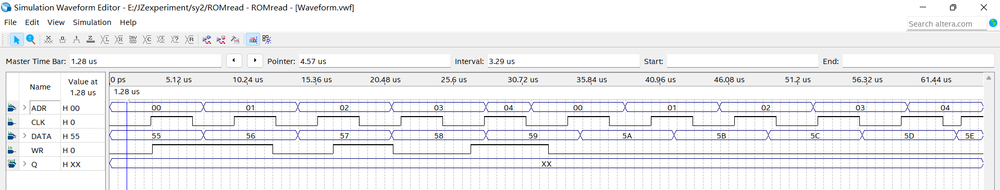 Simulation Waveform Editor - E:/JZexperiment/sy2/ROMread - ROMread - [Waveform.vwf]
File Edit View Simulation Help
Search altera.com
Master Time Bar: 1.28 us Pointer: 4.57 us Interval: 3.29 us Start: End:
Name Value at 1.28 us
0 ps 5.12 us 10.24 us 15.36 us 20.48 us 25.6 us 30.72 us 35.84 us 40.96 us 46.08 us 51.2 us 56.32 us 61.44 us
1.28 us
ADR H 00 00 01 02 03 04 00 01 02 03 04
CLK H 0
DATA H 55 55 56 57 58 59 5A 5B 5C 5D 5E
WR H 0
Q H XX XX